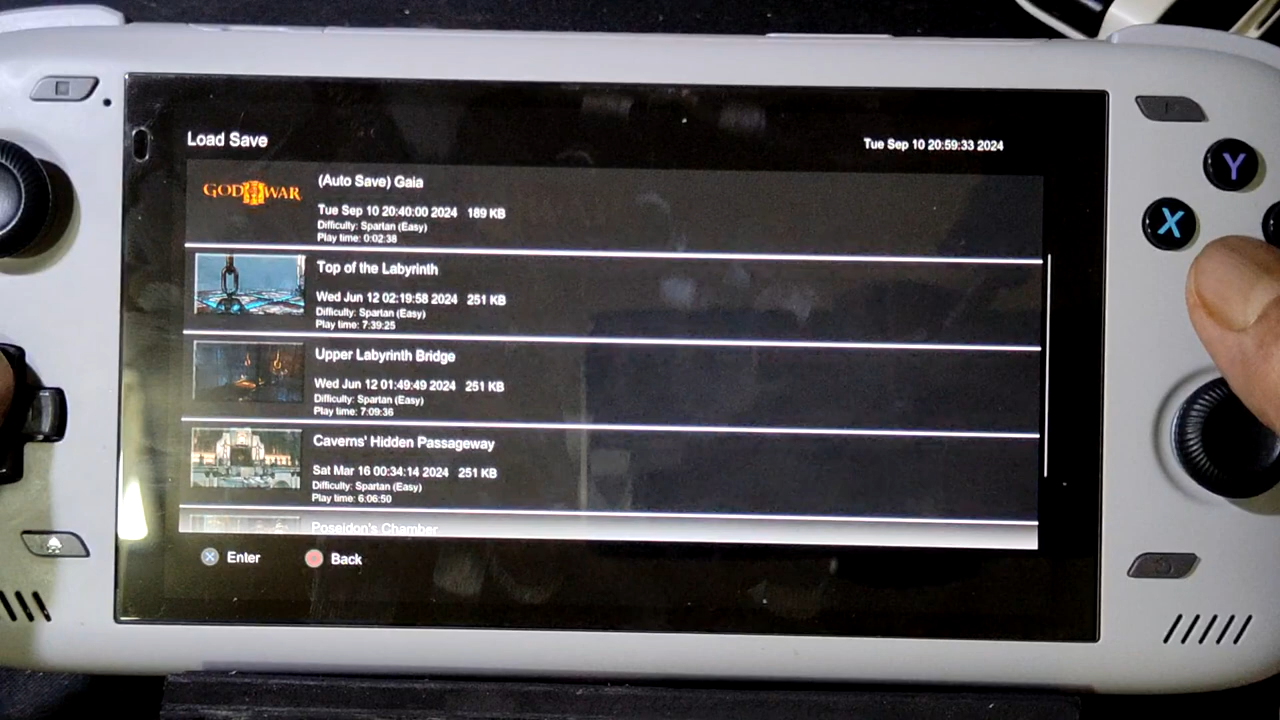 Load Save
Tue Sep 10 20:59:33 2024
GOD WAR
(Auto Save) Gaia
Tue Sep 10 20:40:00 2024 189 KB
Difficulty: Spartan (Easy)
Play time: 0:02:38
Top of the Labyrinth
Wed Jun 12 02:19:58 2024 251 KB
Difficulty: Spartan (Easy)
Play time: 7:39:25
Upper Labyrinth Bridge
Wed Jun 12 01:49:49 2024 251 KB
Difficulty: Spartan (Easy)
Play time: 7:09:36
Caverns' Hidden Passageway
Sat Mar 16 00:34:14 2024 251 KB
Difficulty: Spartan (Easy)
Play time: 6:06:50
Poseidon's Chamber
Enter
Back
Y
X